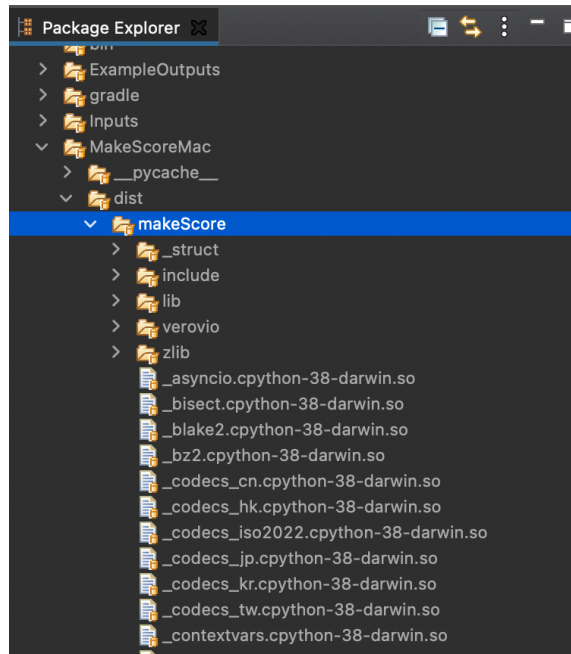 Package Explorer
bin
ExampleOutputs
gradle
Inputs
MakeScoreMac
__pycache__
dist
makeScore
_struct
include
lib
verovio
zlib
_asyncio.cpython-38-darwin.so
_bisect.cpython-38-darwin.so
_blake2.cpython-38-darwin.so
_bz2.cpython-38-darwin.so
_codecs_cn.cpython-38-darwin.so
_codecs_hk.cpython-38-darwin.so
_codecs_iso2022.cpython-38-darwin.so
_codecs_jp.cpython-38-darwin.so
_codecs_kr.cpython-38-darwin.so
_codecs_tw.cpython-38-darwin.so
_contextvars.cpython-38-darwin.so